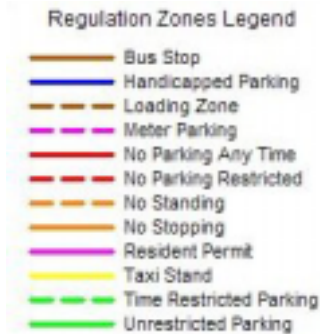 Regulation Zones Legend
Bus Stop
Handicapped Parking
Loading Zone
Meter Parking
No Parking Any Time
No Parking Restricted
No Standing
No Stopping
Resident Permit
Taxi Stand
Time Restricted Parking
Unrestricted Parking